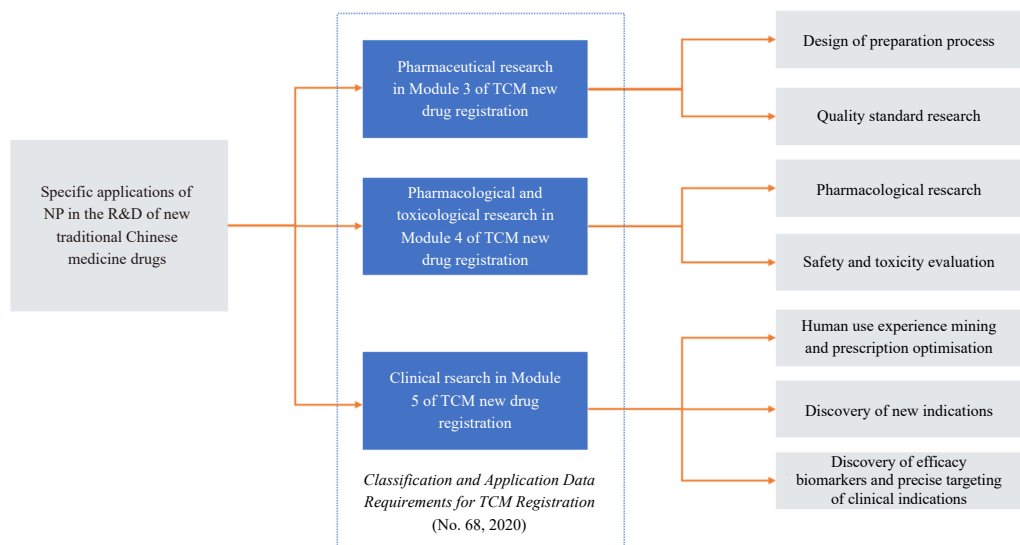 Specific applications of
NP in the R&D of new
traditional Chinese
medicine drugs
Pharmaceutical research
in Module 3 of TCM new
drug registration
Pharmacological and
toxicological research in
Module 4 of TCM new
drug registration
Clinical rsearch in Module
5 of TCM new drug
registration
Classification and Application Data
Requirements for TCM Registration
(No. 68, 2020)
Design of preparation process
Quality standard research
Pharmacological rescarch
Safety and toxicity evaluation
Human use experience mining
and prescription optimisation
Discovery of new indications
Discovery of efficacy
biomarkers and precise targeting
of clinical indications